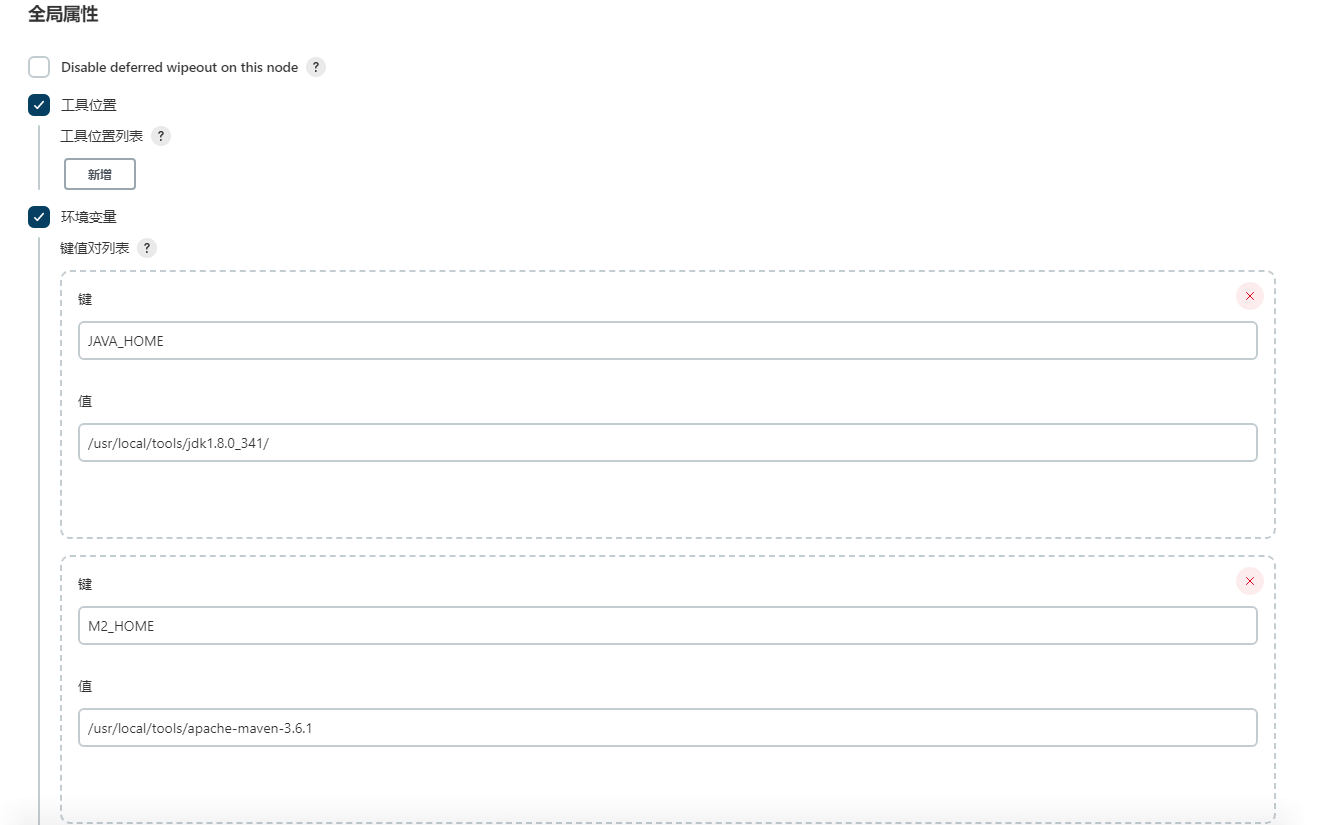 全局属性
Disable deferred wipeout on this node ?
工具位置
工具位置列表 ?
新增
环境变量
键值对列表 ?
键
JAVA_HOME
值
/usr/local/tools/jdk1.8.0_341/
键
M2_HOME
值
/usr/local/tools/apache-maven-3.6.1